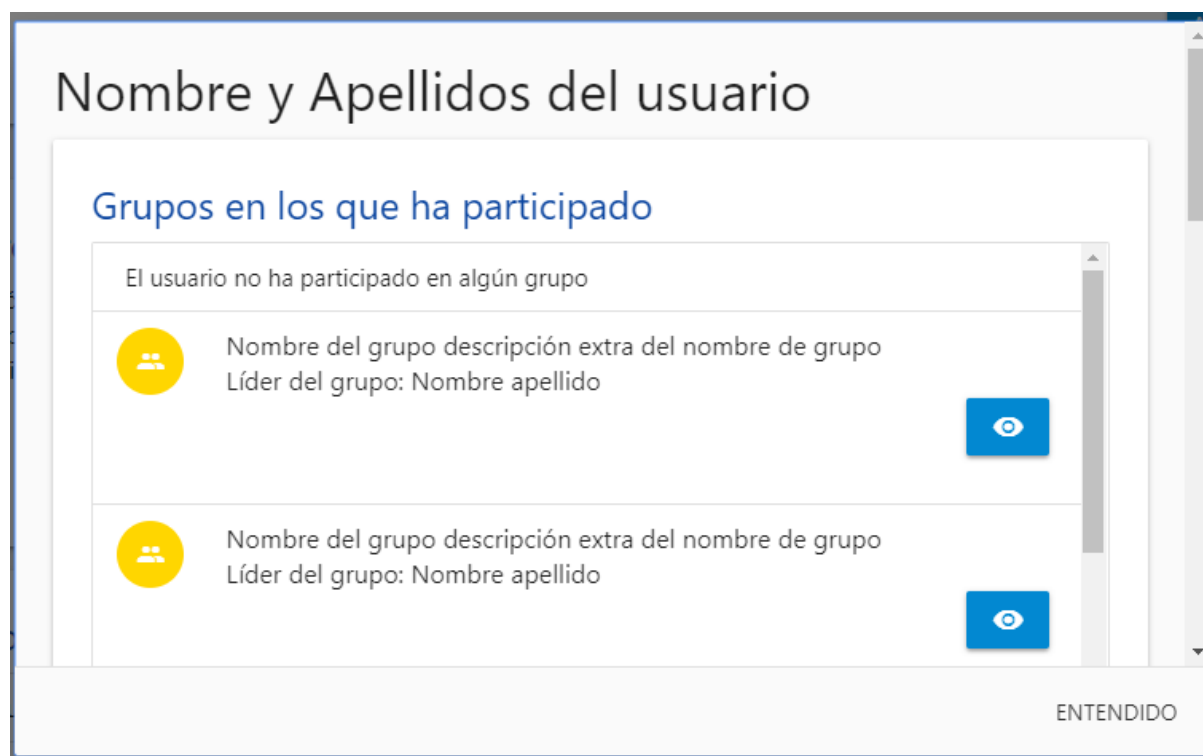 Nombre y Apellidos del usuario
Grupos en los que ha participado
El usuario no ha participado en algún grupo
Nombre del grupo descripción extra del nombre de grupo
Líder del grupo: Nombre apellido
Nombre del grupo descripción extra del nombre de grupo
Líder del grupo: Nombre apellido
ENTENDIDO